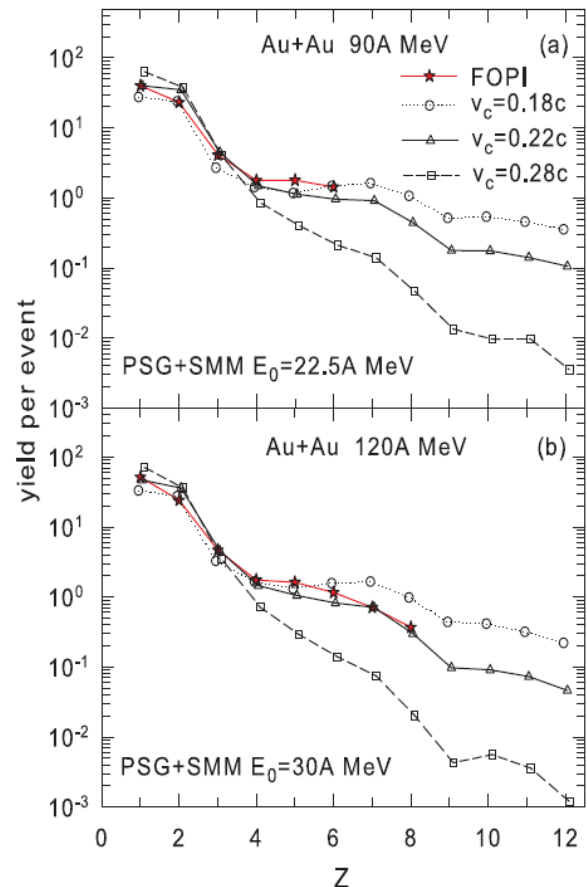 Au+Au 90A MeV (a)
FOPI
v_c=0.18c
v_c=0.22c
v_c=0.28c
10^2
10^1
10^0
10^-1
10^-2
10^-3
PSG+SMM E_0=22.5A MeV
yield per event
Au+Au 120A MeV (b)
10^2
10^1
10^0
10^-1
10^-2
10^-3
PSG+SMM E_0=30A MeV
0 2 4 6 8 10 12
Z